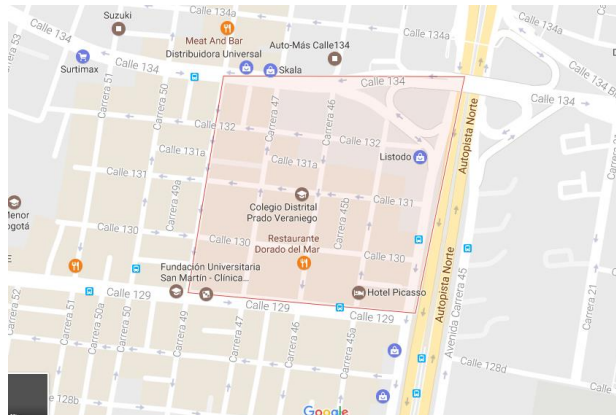 Suzuki
Carrera 53
Calle 134a
Meat And Bar
Distribuidora Universal
Auto-Más Calle134
Calle 134a
Calle 134a
Surtimax
Calle 134
Skala
Calle 134
Calle 134
Calle 134 B
Carrera 51
Carrera 50
Carrera 47
Carrera 46
Autopista Norte
Calle 132
Calle 132
Calle 131a
Calle 131a
Listodo
Carrera 49a
Colegio Distrital
Prado Veraniego
Calle 131
Carrera 45b
Menor
ogotá
Calle 130
Calle 130
Restaurante
Dorado del Mar
Calle 130
E
Fundación Universitaria
San Martín - Clínica...
Hotel Picasso
Carrera 52
Calle 129
Calle 129
Calle 129
Carrera 51
Carrera 50a
Carrera 49
Carrera 47
Carrera 46
Carrera 45a
Autopista Norte
Avenida Carrera 45
Carrera 21
Calle 128d
Calle 128b
Google